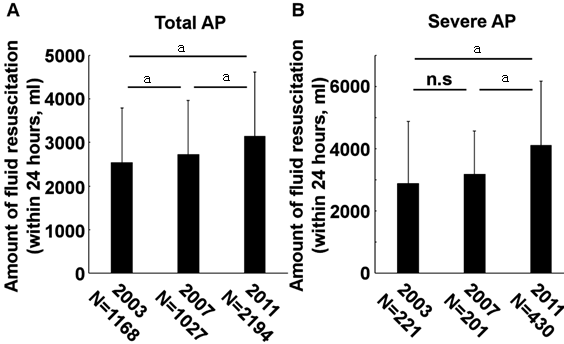 A
Total AP
Amount of fluid resuscitation
(within 24 hours, ml)
5000
4000
3000
2000
1000
0
a
a
a
2003
N=1168
2007
N=1027
2011
N=2194
B
Severe AP
Amount of fluid resuscitation
(within 24 hours, ml)
6000
4000
2000
0
a
n.s
a
2003
N=221
2007
N=201
2011
N=430